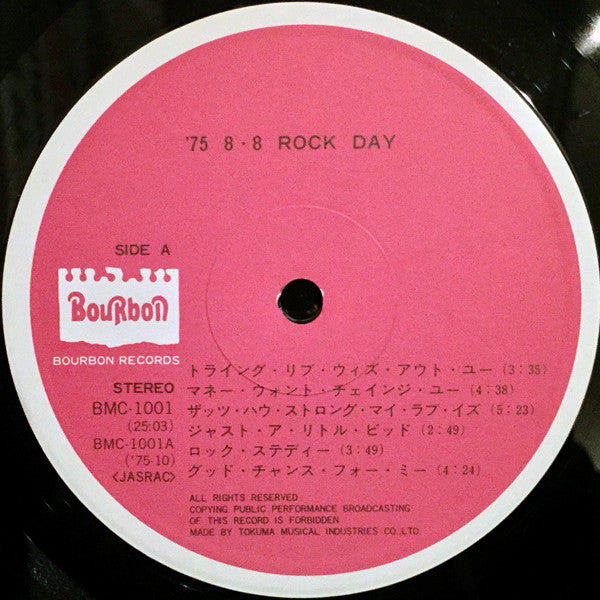 '75 8・8 ROCK DAY
SIDE A
BouRbon
BOURBON RECORDS
STEREO
BMC-1001
(25:03)
BMC-1001A
('75・10)
<JASRAC>
トライング・リブ・ウィズ・アウト・ユー (3:35)
マネー・ウォント・チェインジ・ユー (4:38)
ザッツ・ハウ・ストロング・マイ・ラブ・イズ (5:23)
ジャスト・ア・リトル・ビッド (2:49)
ロック・ステディー (3:49)
グッド・チャンス・フォー・ミー (4:24)
ALL RIGHTS RESERVED
COPYING PUBLIC PERFORMANCE BROADCASTING
OF THIS RECORD IS FORBIDDEN
MADE BY TOKUMA MUSICAL INDUSTRIES CO.,LTD.